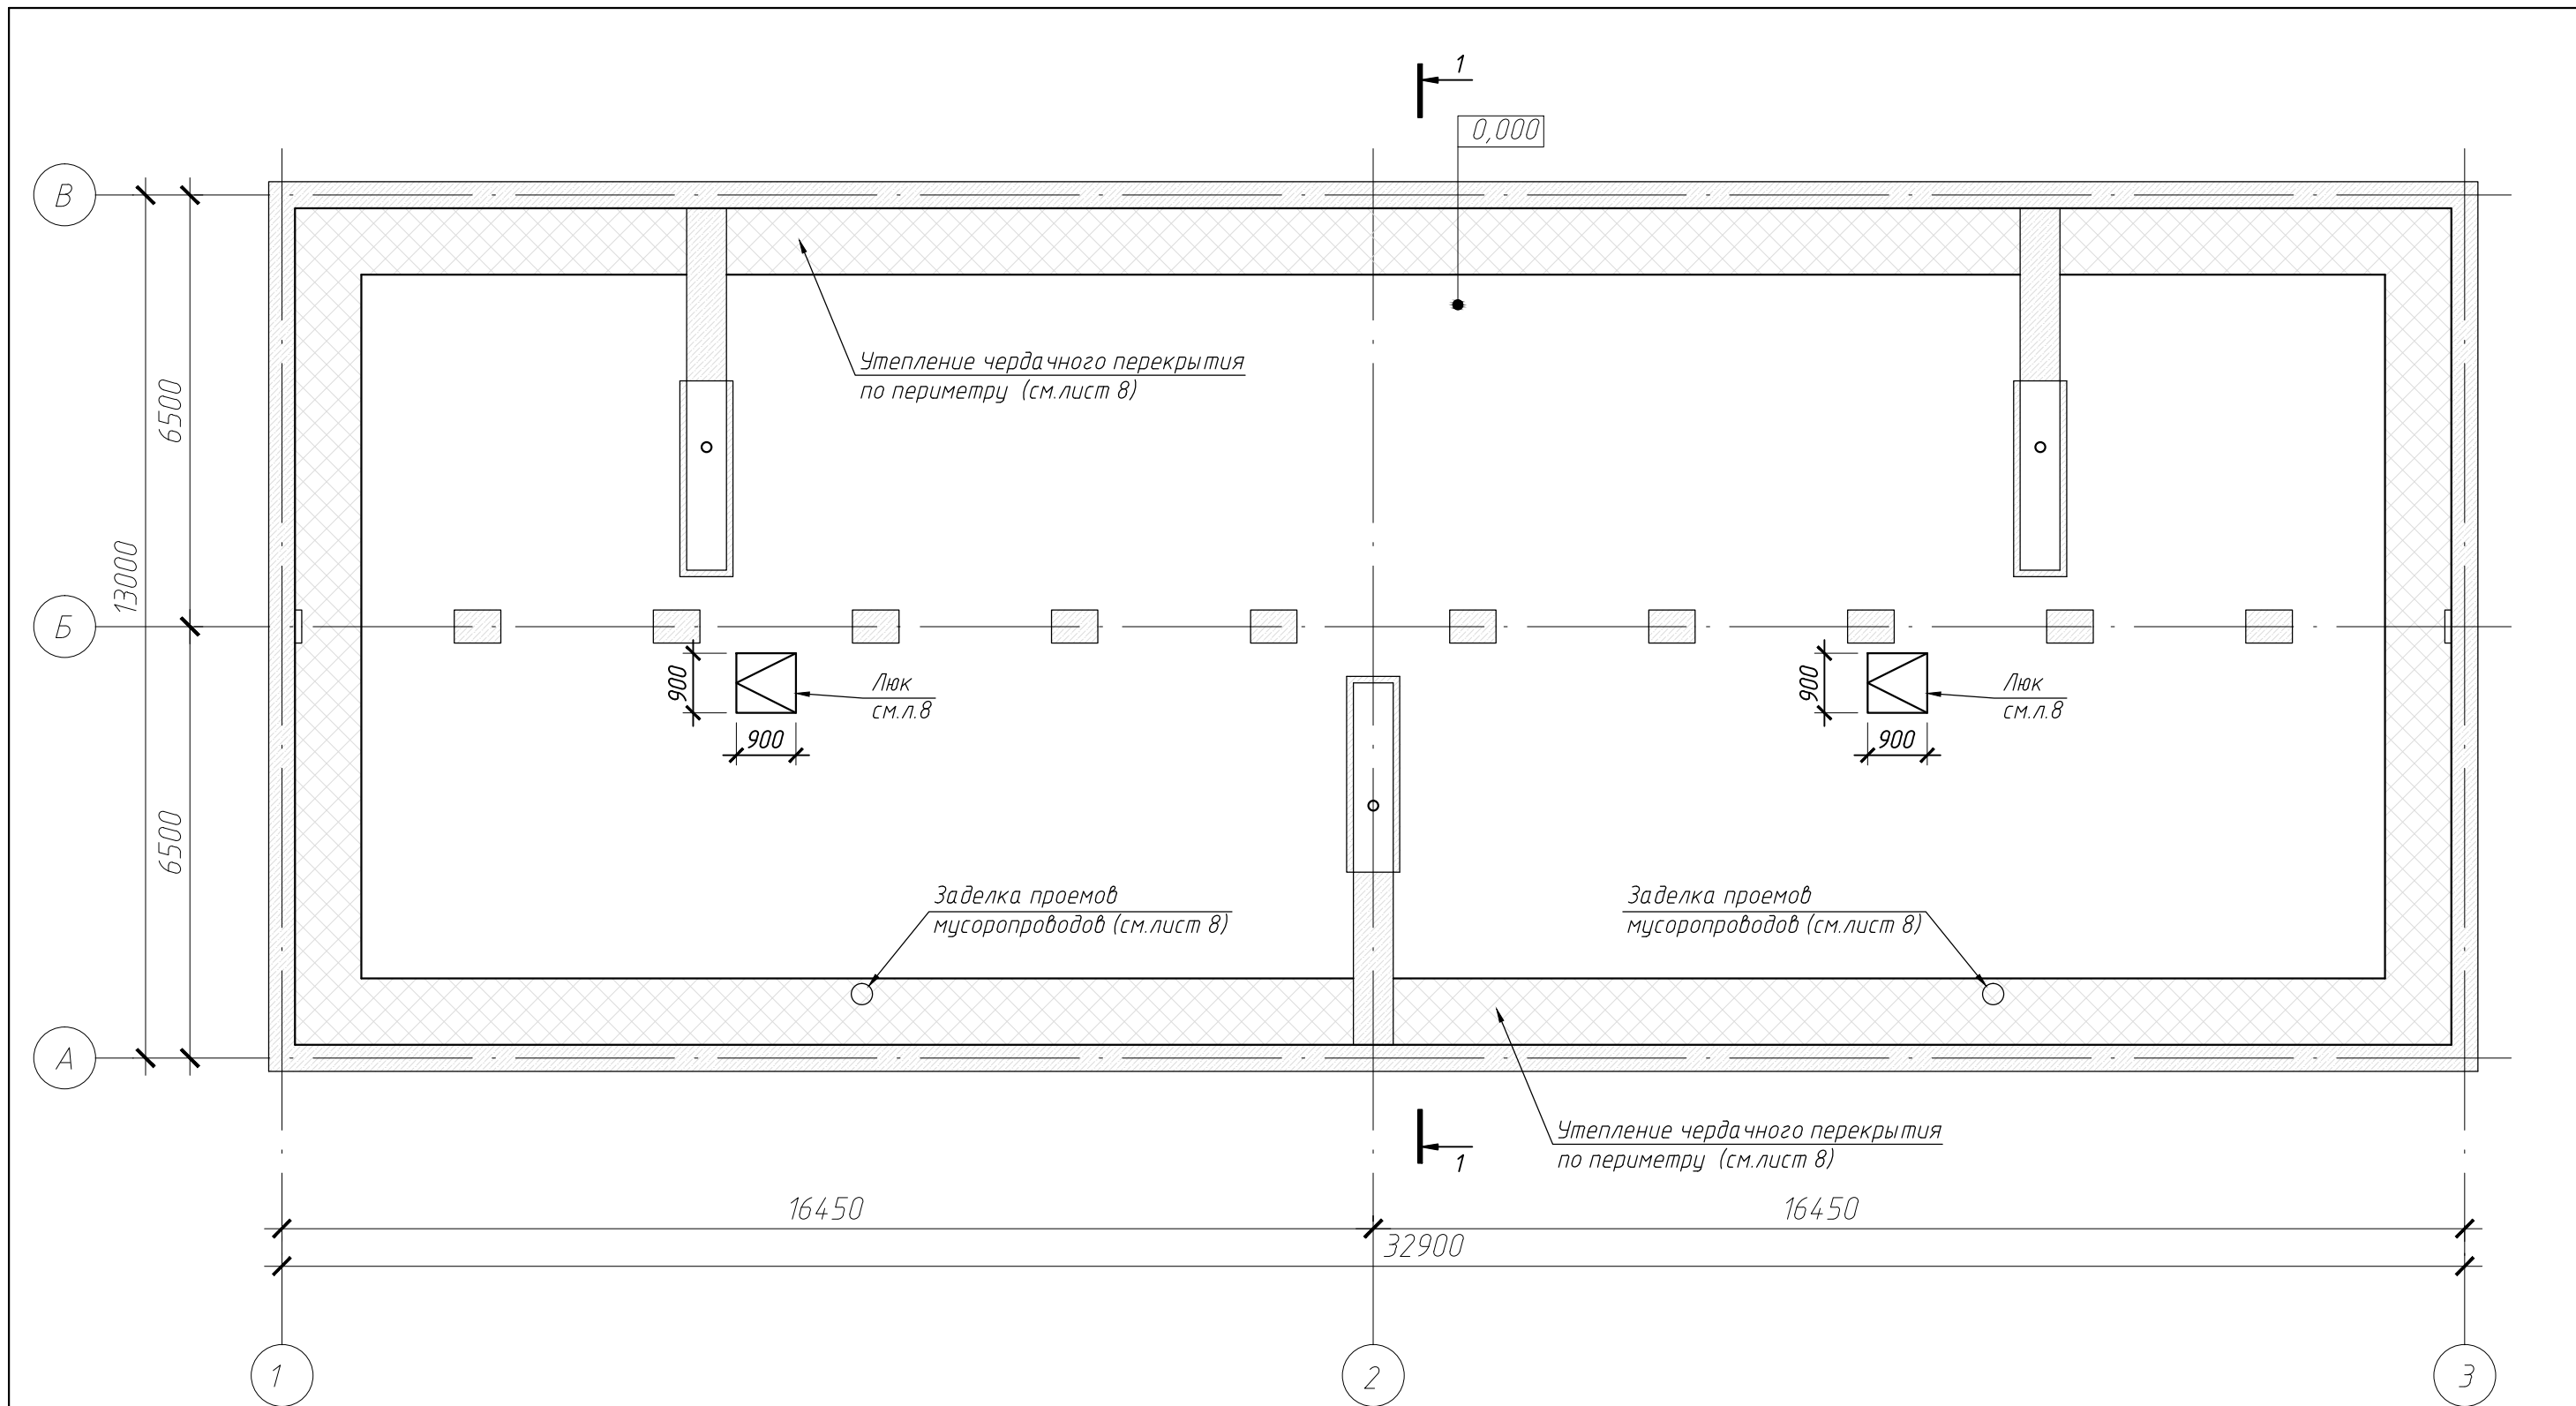 1
0,000
В
Утепление чердачного перекрытия
по периметру (см.лист 8)
6500
13000
Б
900
Люк
см.л.8
900
900
Люк
см.л.8
900
6500
Заделка проемов
мусоропроводов (см.лист 8)
Заделка проемов
мусоропроводов (см.лист 8)
А
Утепление чердачного перекрытия
по периметру (см.лист 8)
1
16450
16450
32900
1
2
3